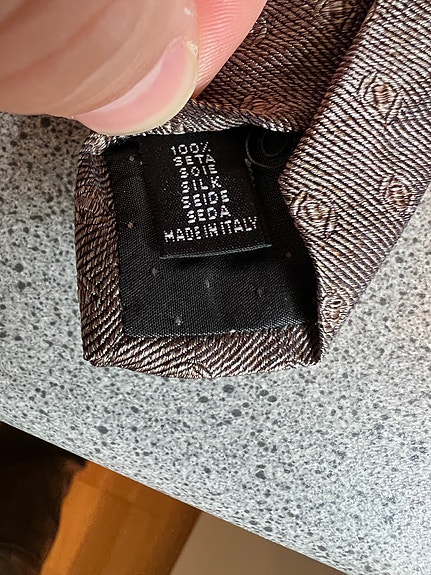 100%
SETA
SOIE
SILK
SEIDE
SEDA
MADE IN ITALY